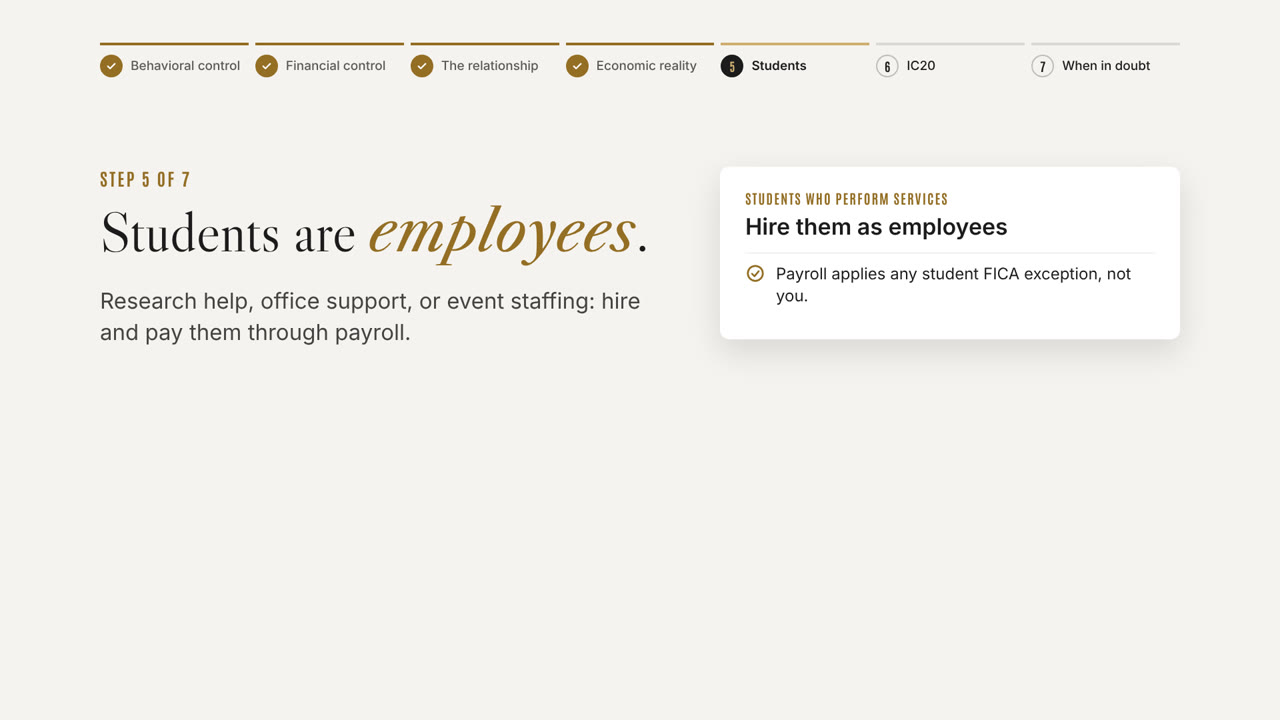 Behavioral control
Financial control
The relationship
Economic reality
5 Students
6 IC20
7 When in doubt
STEP 5 OF 7
Students are employees.
Research help, office support, or event staffing: hire
and pay them through payroll.
STUDENTS WHO PERFORM SERVICES
Hire them as employees
Payroll applies any student FICA exception, not
you.